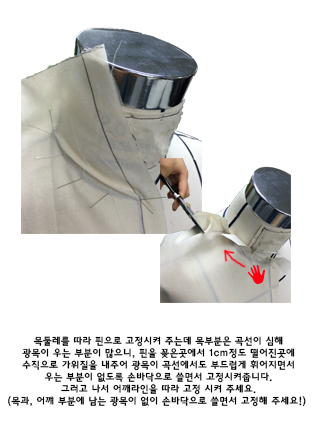 목둘레를 따라 핀으로 고정시켜 주는데 목부분은 곡선이 심해
광목이 우는 부분이 많으니, 핀을 꽂은곳에서 1cm정도 떨어진곳에
수직으로 가위질을 내주어 광목이 곡선에서도 부드럽게 휘어지면서
우는 부분이 없도록 손바닥으로 쓸면서 고정시켜줍니다.
그러고 나서 어깨라인을 따라 고정 시켜 주세요.
(목과, 어깨 부분에 남는 광목이 없이 손바닥으로 쓸면서 고정해 주세요!)